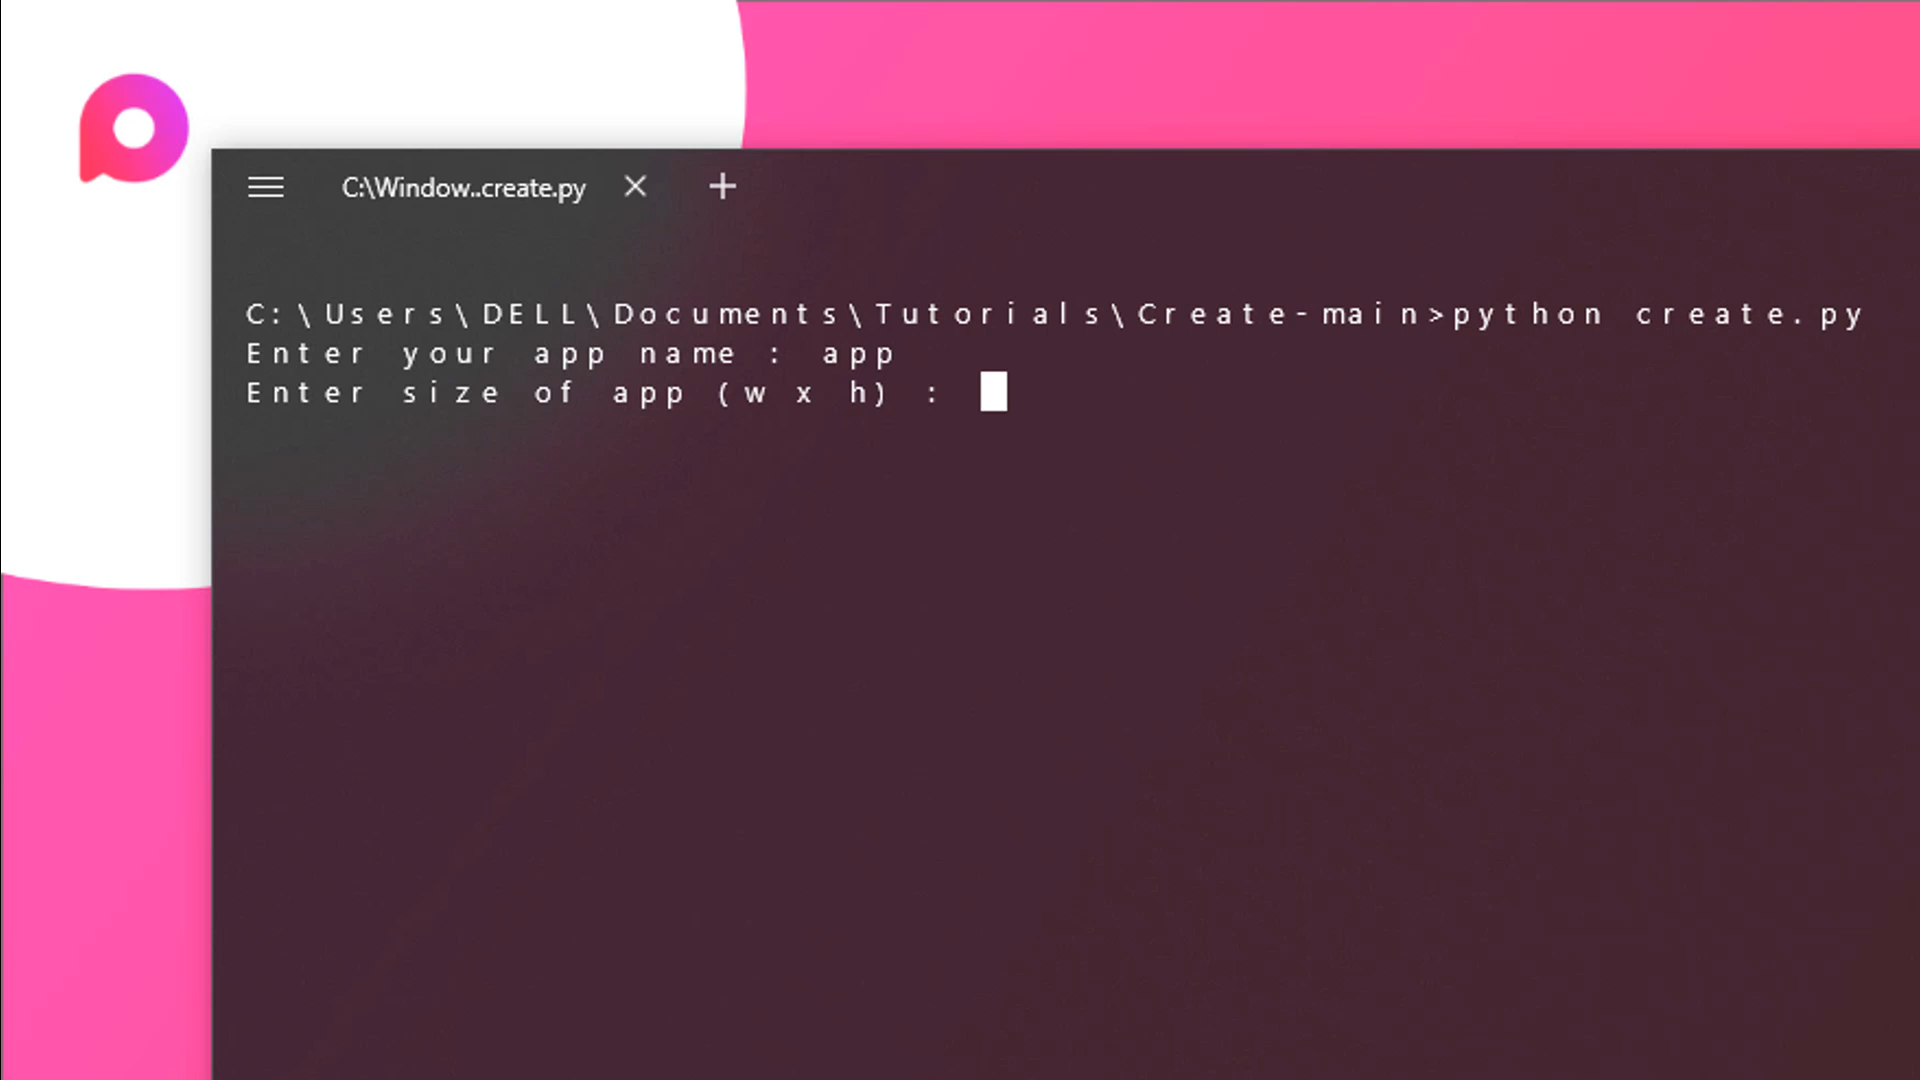 C:\Window..create.py
C:\Users\DELL\Documents\Tutorials\Create-main>python create.py
Enter your app name : app
Enter size of app (w x h) :